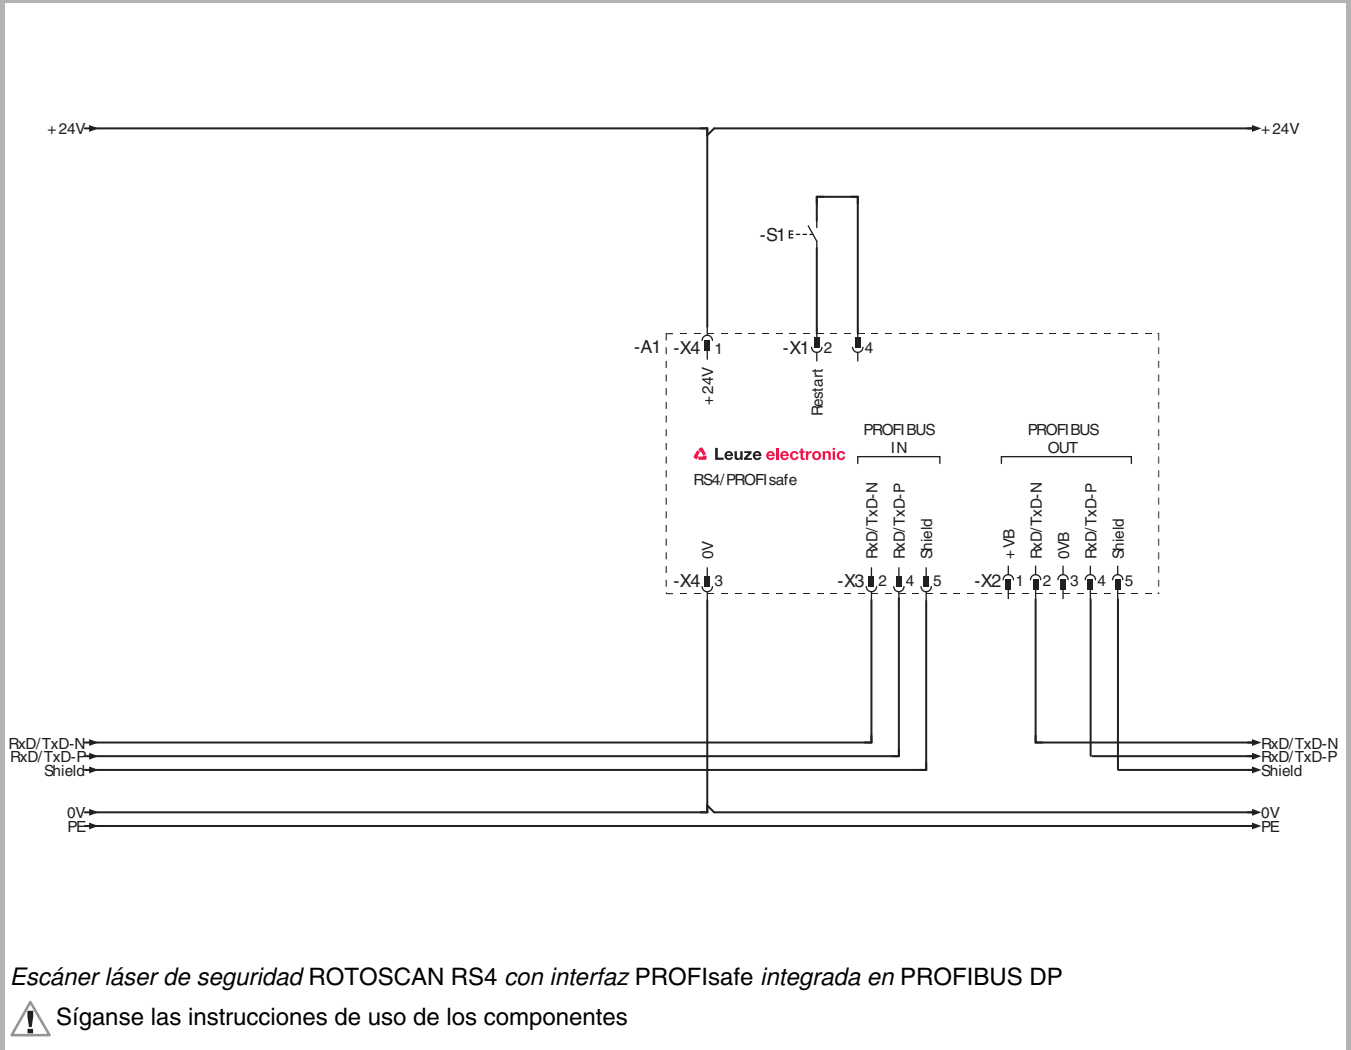 +24V +24V
-S1
-A1 -X4 1 -X1 2 4
+24V Restart
PROFIBUS IN PROFIBUS OUT
Leuze electronic
RS4/PROFIsafe
0V RxD/TxD-N RxD/TxD-P Shield +VB RxD/TxD-N 0VB RxD/TxD-P Shield
-X4 3 -X3 2 4 5 -X2 1 2 3 4 5
RxD/TxD-N RxD/TxD-N
RxD/TxD-P RxD/TxD-P
Shield Shield
0V 0V
PE PE
Escáner láser de seguridad ROTOSCAN RS4 con interfaz PROFIsafe integrada en PROFIBUS DP
Síganse las instrucciones de uso de los componentes